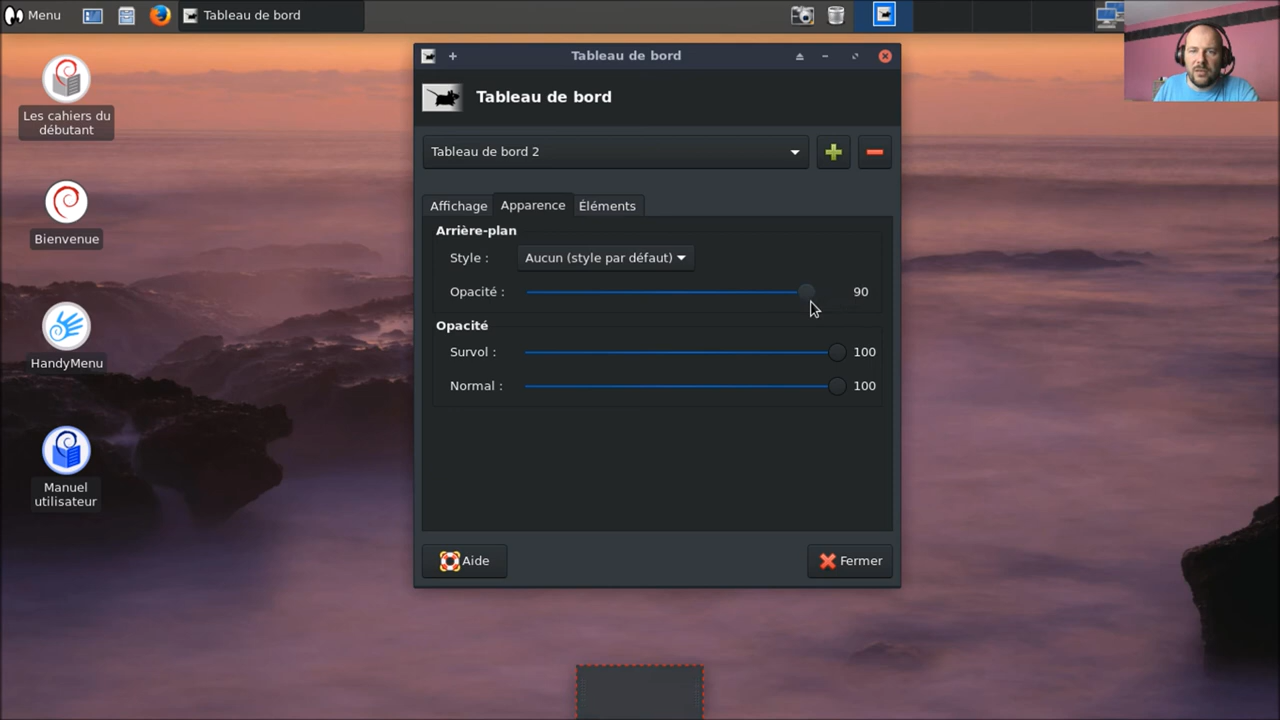 Menu
Tableau de bord
Les cahiers du
débutant
Bienvenue
HandyMenu
Manuel
utilisateur
Tableau de bord
Tableau de bord
Tableau de bord 2
Affichage
Apparence
Éléments
Arrière-plan
Style :
Aucun (style par défaut)
Opacité :
90
Opacité
Survol :
100
Normal :
100
Aide
Fermer